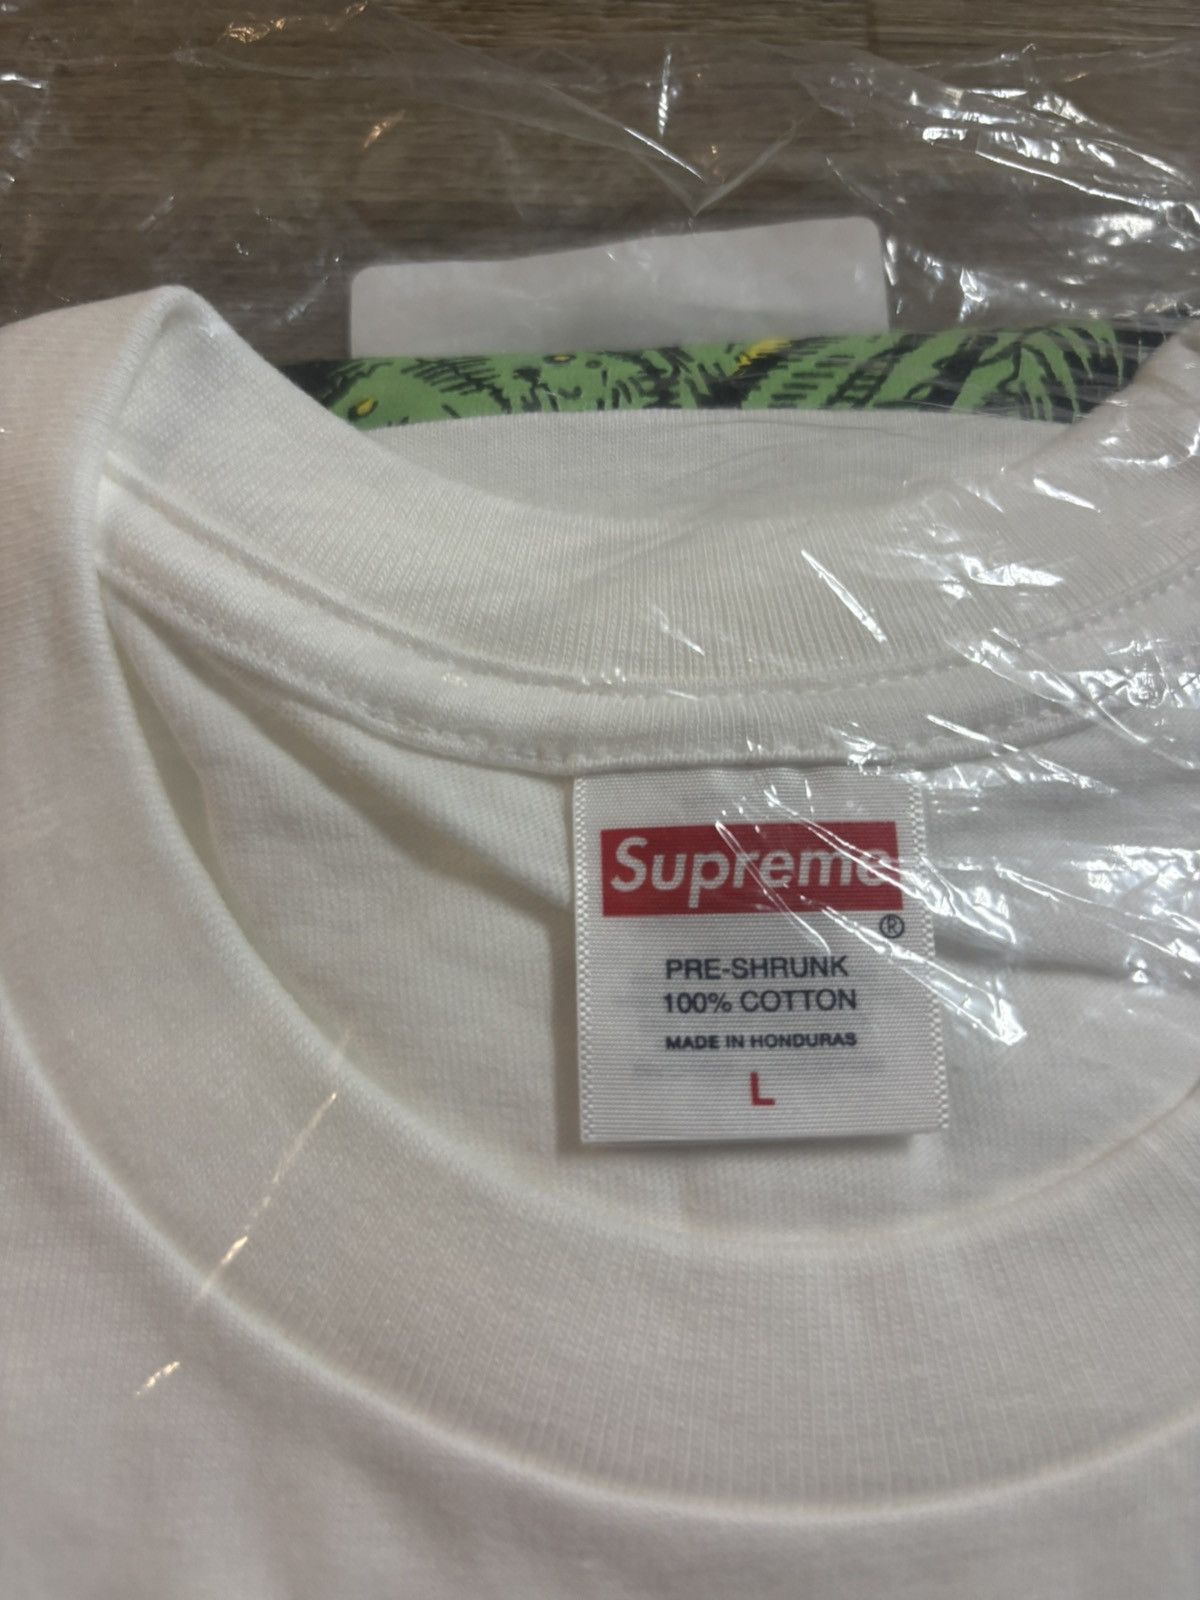 Supreme
®
PRE-SHRUNK
100% COTTON
MADE IN HONDURAS
L